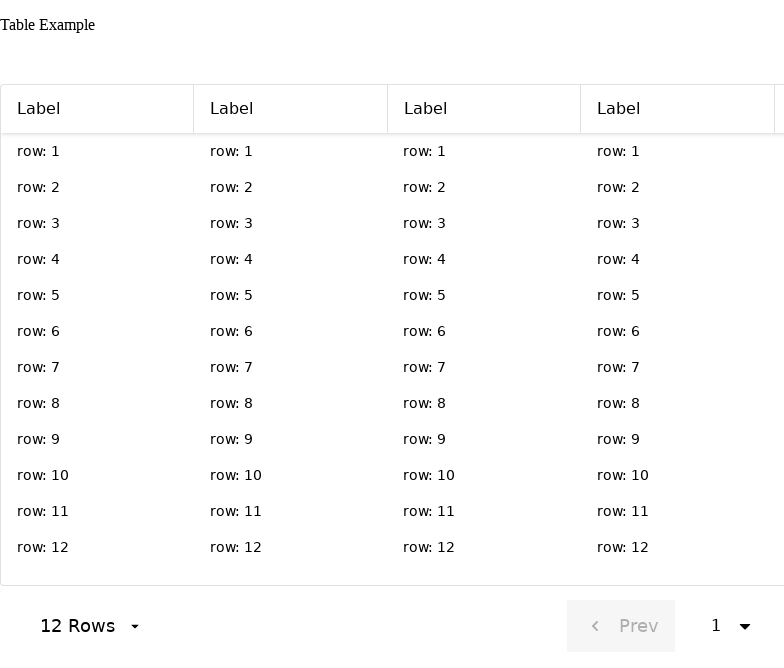 Table Example
Label Label Label Label
row: 1 row: 1 row: 1 row: 1
row: 2 row: 2 row: 2 row: 2
row: 3 row: 3 row: 3 row: 3
row: 4 row: 4 row: 4 row: 4
row: 5 row: 5 row: 5 row: 5
row: 6 row: 6 row: 6 row: 6
row: 7 row: 7 row: 7 row: 7
row: 8 row: 8 row: 8 row: 8
row: 9 row: 9 row: 9 row: 9
row: 10 row: 10 row: 10 row: 10
row: 11 row: 11 row: 11 row: 11
row: 12 row: 12 row: 12 row: 12
12 Rows Prev 1